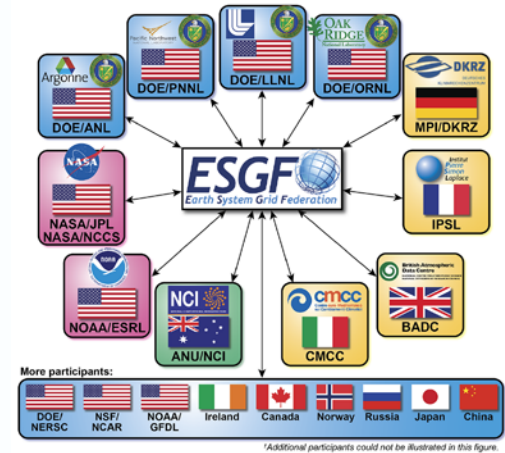 Argonne
DOE/ANL
Pacific Northwest
DOE/PNNL
DOE/LLNL
OAK
RIDGE
National Laboratory
DOE/ORNL
DKRZ
MPI/DKRZ
NASA
NASA/JPL
NASA/NCCS
ESGF
Earth System Grid Federation
Institut
Pierre
Simon
Laplace
IPSL
NOAA
NOAA/ESRL
NCI
ANU/NCI
cmcc
CMCC
British Atmospheric
Data Centre
BADC
More participants:
DOE/
NERSC
NSF/
NCAR
NOAA/
GFDL
Ireland
Canada
Norway
Russia
Japan
China
†Additional participants could not be illustrated in this figure.